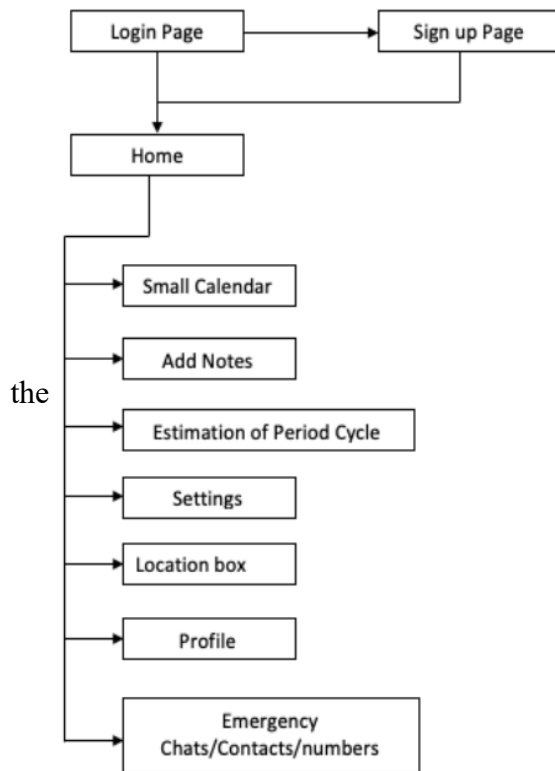 Login Page
Sign up Page
Home
Small Calendar
Add Notes
the
Estimation of Period Cycle
Settings
Location box
Profile
Emergency
Chats/Contacts/numbers